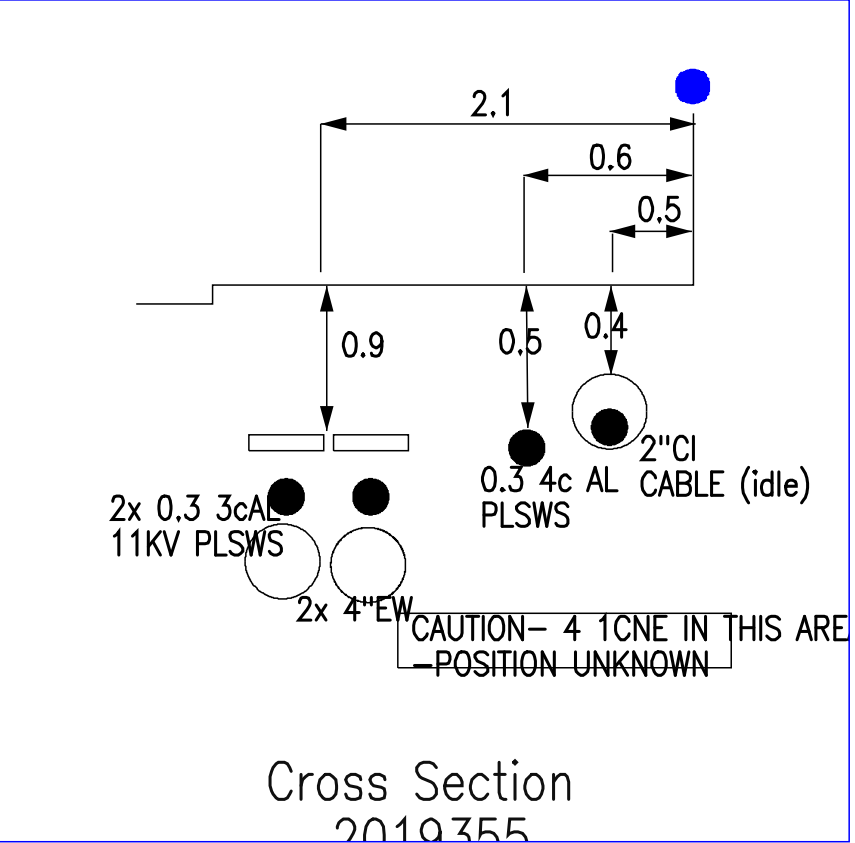 2.1
0.6
0.5
0.9
0.5
0.4
2"CI
CABLE (idle)
0.3 4c AL
PLSWS
2x 0.3 3cAL
11KV PLSWS
2x 4"EW
CAUTION- 4 1CNE IN THIS ARE
-POSITION UNKNOWN
Cross Section
2019355